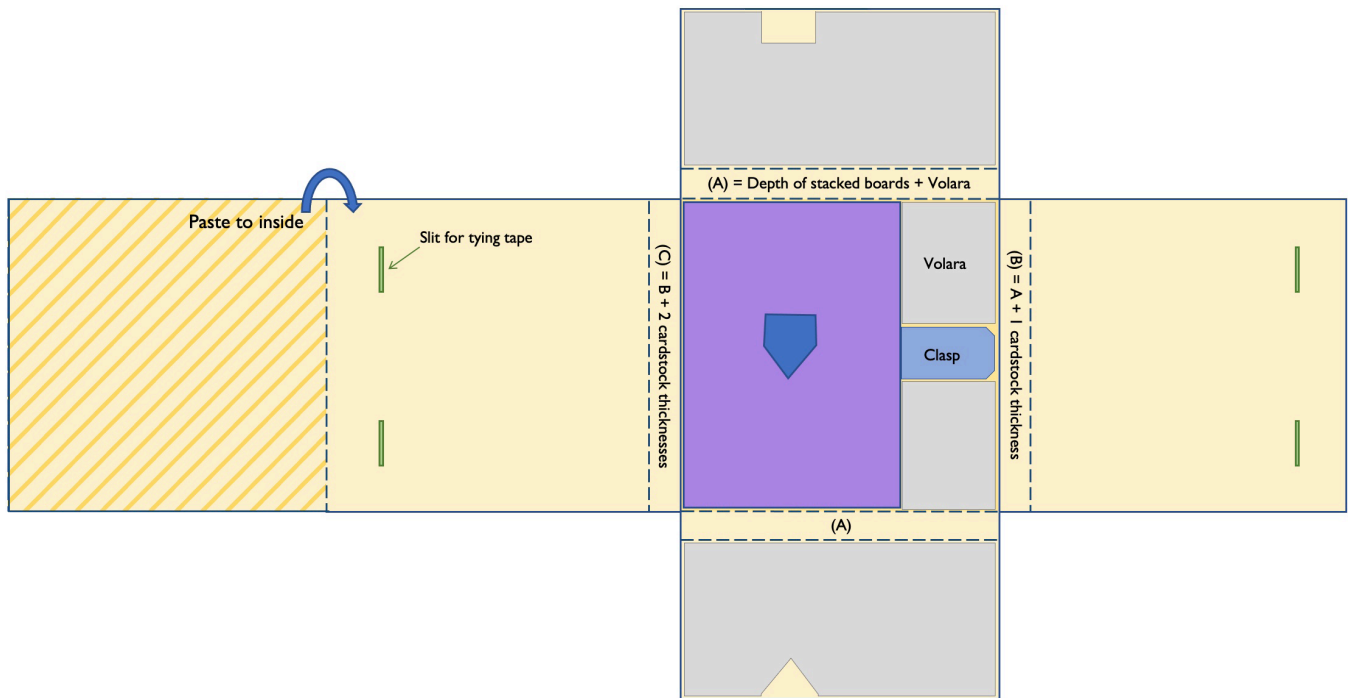 (A) = Depth of stacked boards + Volara
Paste to inside
Slit for tying tape
(C) = B + 2 cardstock thicknesses
Volara
Clasp
(B) = A + 1 cardstock thickness
(A)